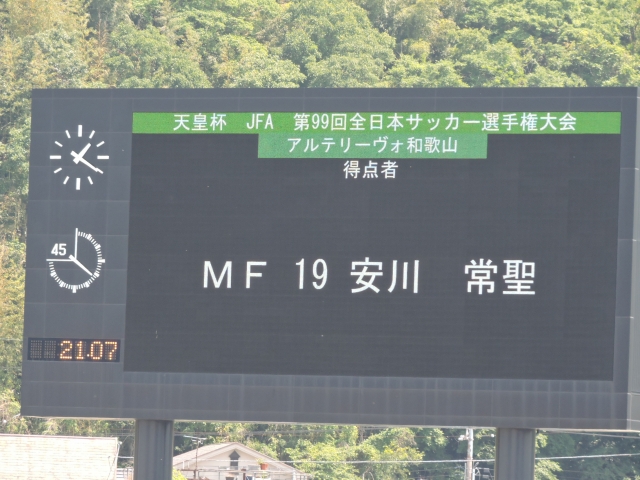 天皇杯　JFA　第99回全日本サッカー選手権大会
アルテリーヴォ和歌山
得点者
MF 19 安川　常聖
45
21.07